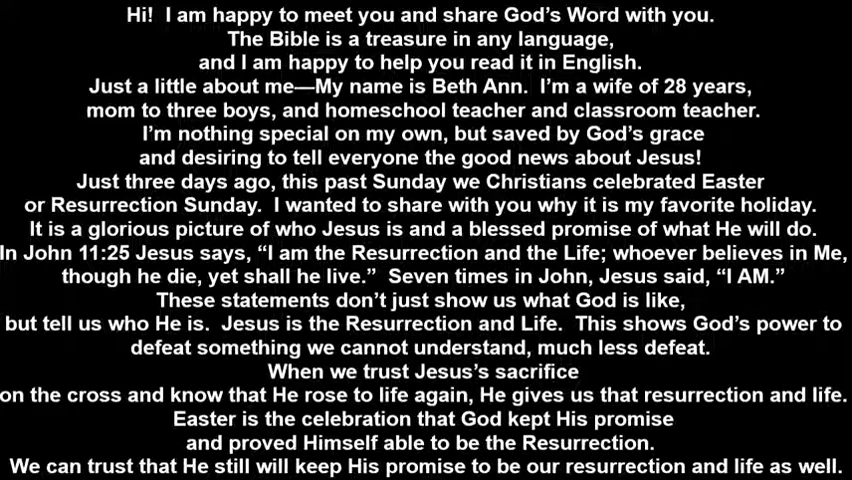 Hi!  I am happy to meet you and share God’s Word with you.
The Bible is a treasure in any language,
and I am happy to help you read it in English.
Just a little about me—My name is Beth Ann.  I’m a wife of 28 years,
mom to three boys, and homeschool teacher and classroom teacher.
I’m nothing special on my own, but saved by God’s grace
and desiring to tell everyone the good news about Jesus!
Just three days ago, this past Sunday we Christians celebrated Easter
or Resurrection Sunday.  I wanted to share with you why it is my favorite holiday.
It is a glorious picture of who Jesus is and a blessed promise of what He will do.
In John 11:25 Jesus says, “I am the Resurrection and the Life; whoever believes in Me,
though he die, yet shall he live.”  Seven times in John, Jesus said, “I AM.”
These statements don’t just show us what God is like,
but tell us who He is.  Jesus is the Resurrection and Life.  This shows God’s power to
defeat something we cannot understand, much less defeat.
When we trust Jesus’s sacrifice
on the cross and know that He rose to life again, He gives us that resurrection and life.
Easter is the celebration that God kept His promise
and proved Himself able to be the Resurrection.
We can trust that He still will keep His promise to be our resurrection and life as well.